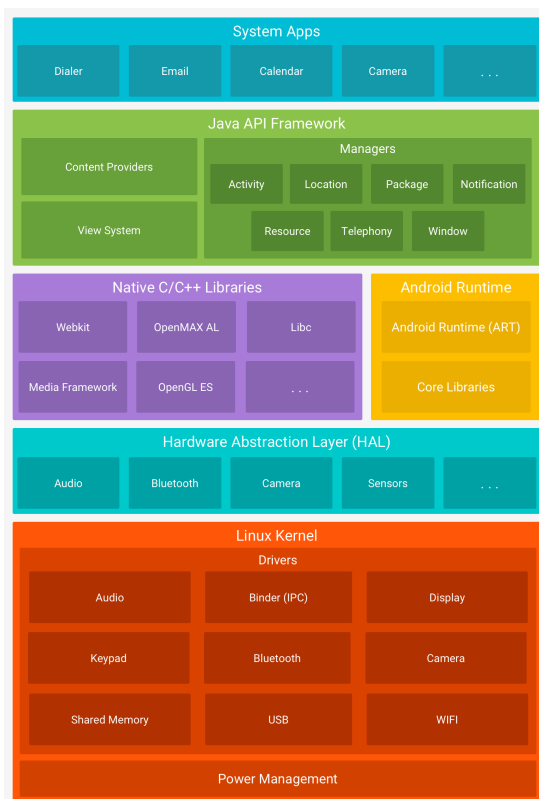 System Apps
Dialer
Email
Calendar
Camera
. . .
Java API Framework
Content Providers
View System
Managers
Activity
Location
Package
Notification
Resource
Telephony
Window
Native C/C++ Libraries
Webkit
OpenMAX AL
Libc
Media Framework
OpenGL ES
. . .
Android Runtime
Android Runtime (ART)
Core Libraries
Hardware Abstraction Layer (HAL)
Audio
Bluetooth
Camera
Sensors
. . .
Linux Kernel
Drivers
Audio
Binder (IPC)
Display
Keypad
Bluetooth
Camera
Shared Memory
USB
WIFI
Power Management